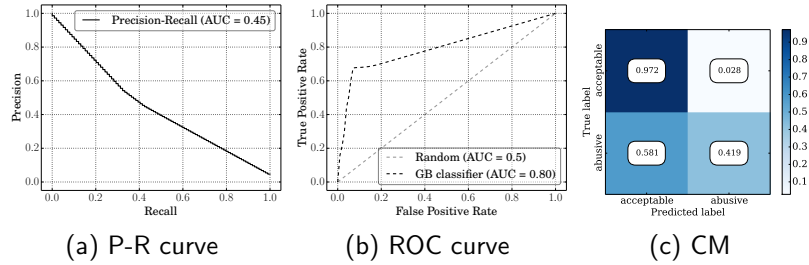 Precision-Recall (AUC = 0.45)
1.0
0.8
0.6
0.4
0.2
0.0
Precision
0.0 0.2 0.4 0.6 0.8 1.0
Recall
(a) P-R curve
1.0
0.8
0.6
0.4
0.2
0.0
True Positive Rate
Random (AUC = 0.5)
GB classifier (AUC = 0.80)
0.0 0.2 0.4 0.6 0.8 1.0
False Positive Rate
(b) ROC curve
True label
acceptable
abusive
0.972 0.028
0.581 0.419
acceptable abusive
Predicted label
0.9
0.8
0.7
0.6
0.5
0.4
0.3
0.2
0.1
(c) CM